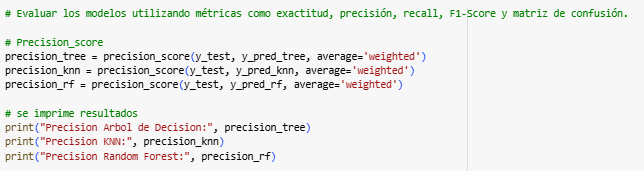 # Evaluar los modelos utilizando métricas como exactitud, precisión, recall, F1-Score y matriz de confusión.
# Precision_score
precision_tree = precision_score(y_test, y_pred_tree, average='weighted')
precision_knn = precision_score(y_test, y_pred_knn, average='weighted')
precision_rf = precision_score(y_test, y_pred_rf, average='weighted')
# se imprime resultados
print("Precision Arbol de Decision:", precision_tree)
print("Precision KNN:", precision_knn)
print("Precision Random Forest:", precision_rf)